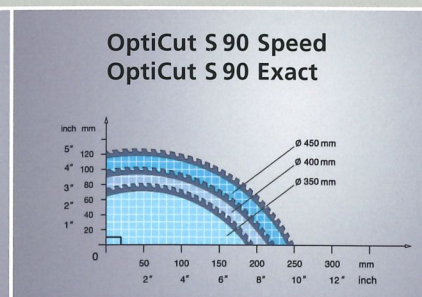 OptiCut S 90 Speed
OptiCut S 90 Exact
inch mm
5" 120
4" 100
3" 80
2" 60
1" 40
20
0
50 100 150 200 250 300 mm
2" 4" 6" 8" 10" 12" inch
Ø 450 mm
Ø 400 mm
Ø 350 mm